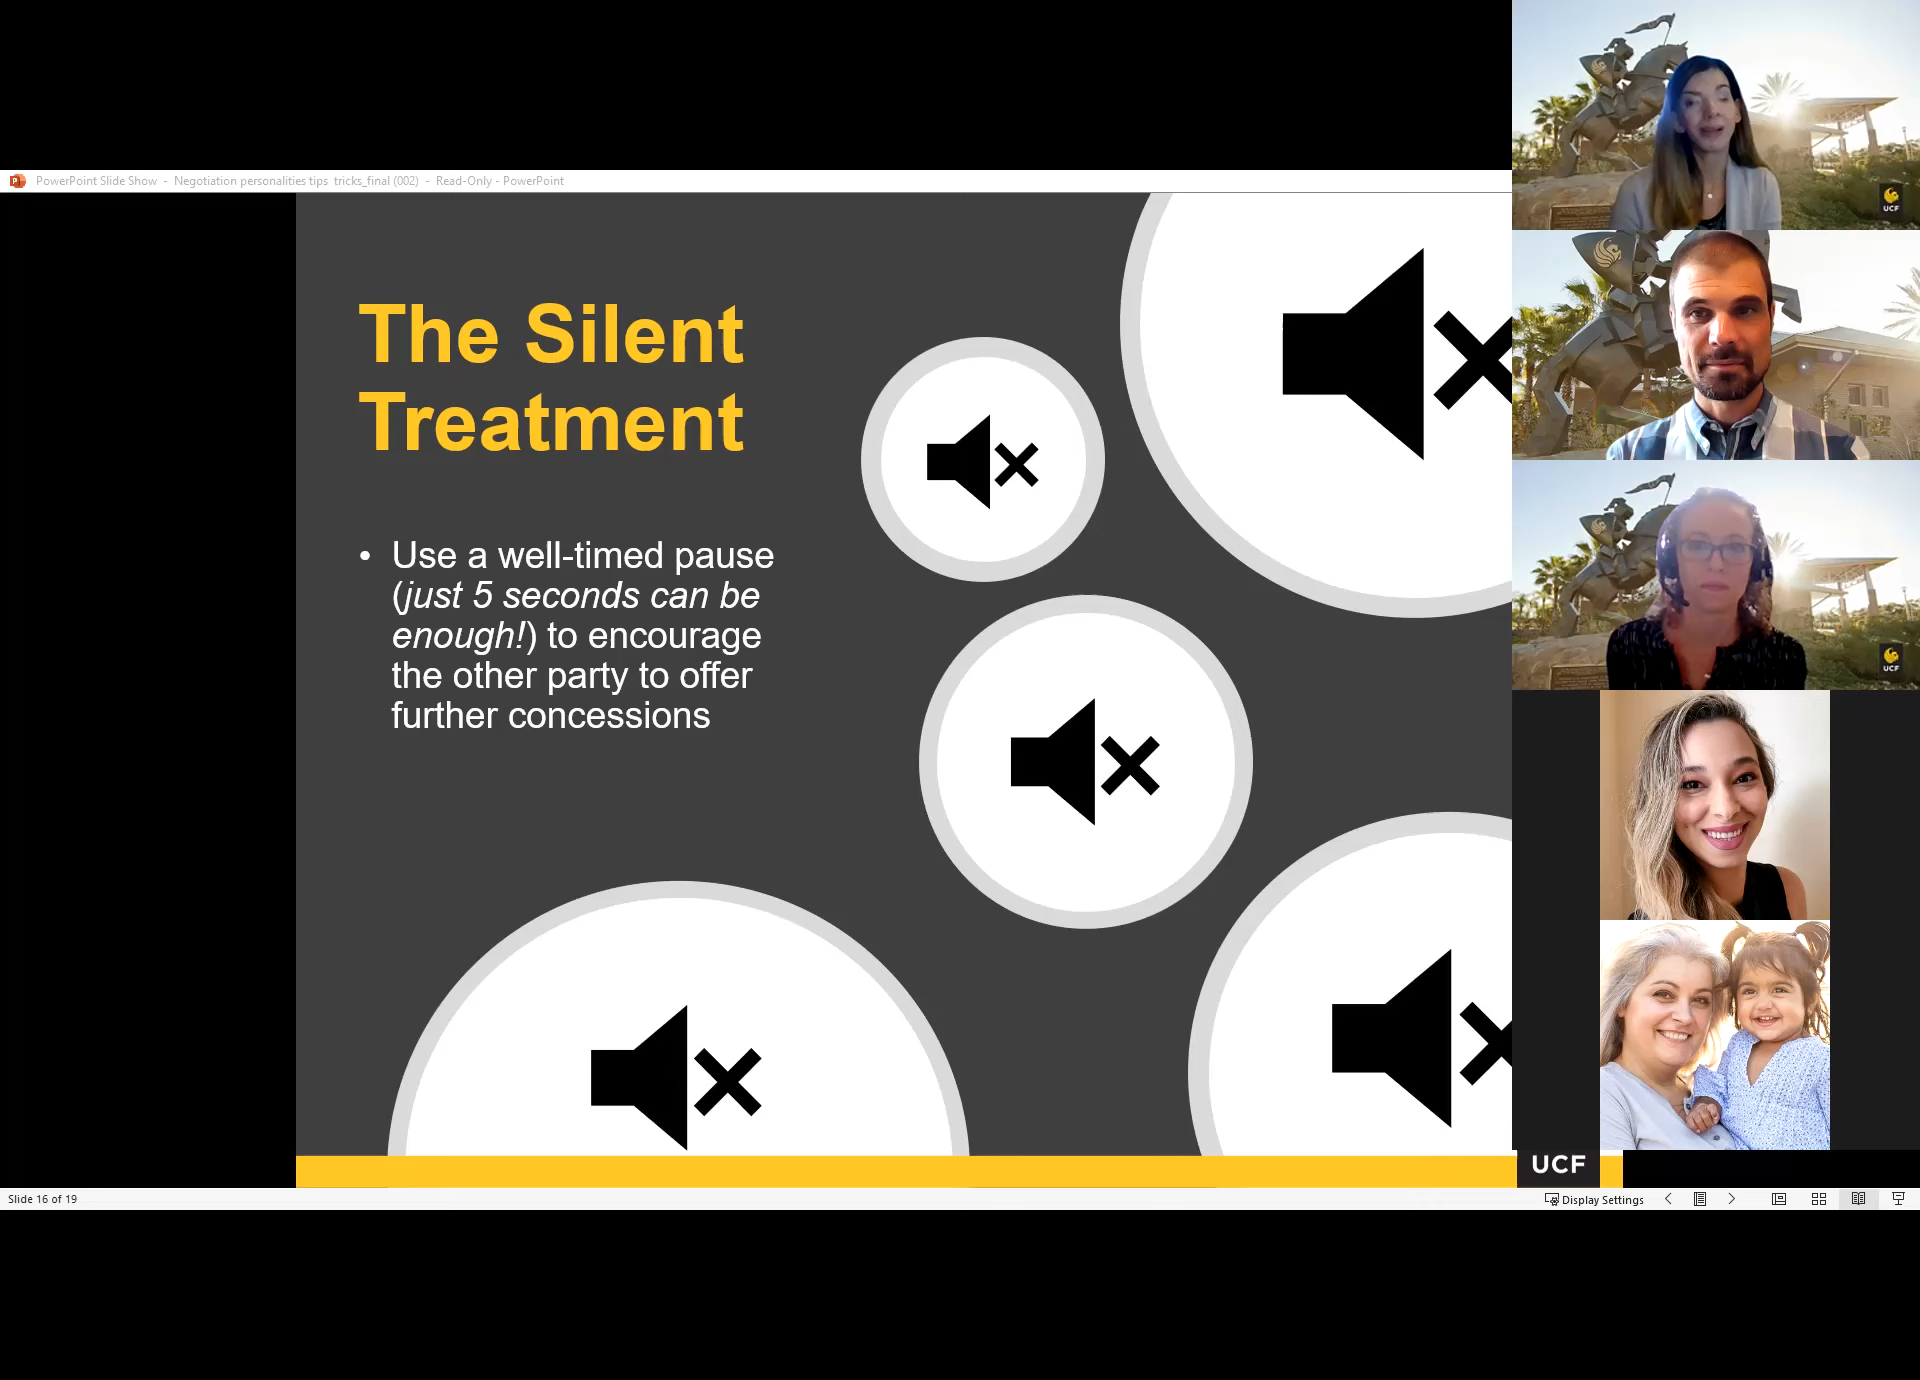 PowerPoint Slide Show - Negotiation personalities tips tricks_final (002) - Read-Only - PowerPoint
The Silent
Treatment
• Use a well-timed pause
(just 5 seconds can be
enough!) to encourage
the other party to offer
further concessions
UCF
UCF
UCF
Slide 16 of 19
Display Settings